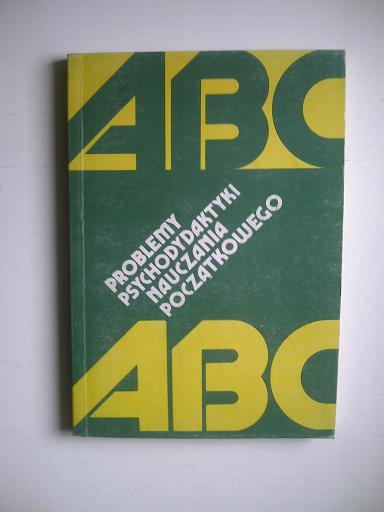 ABC
PROBLEMY
PSYCHODYDAKTYKI
NAUCZANIA
POCZĄTKOWEGO
ABC